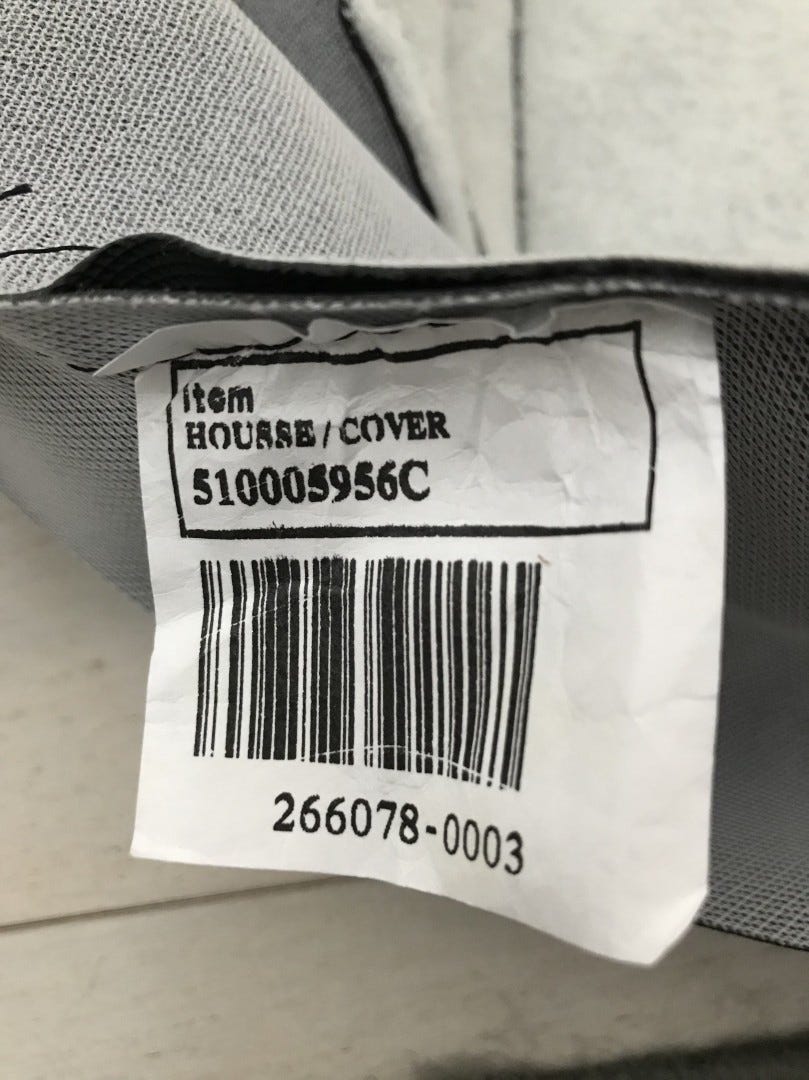 item
HOUSSE/COVER
510005956C
266078-0003